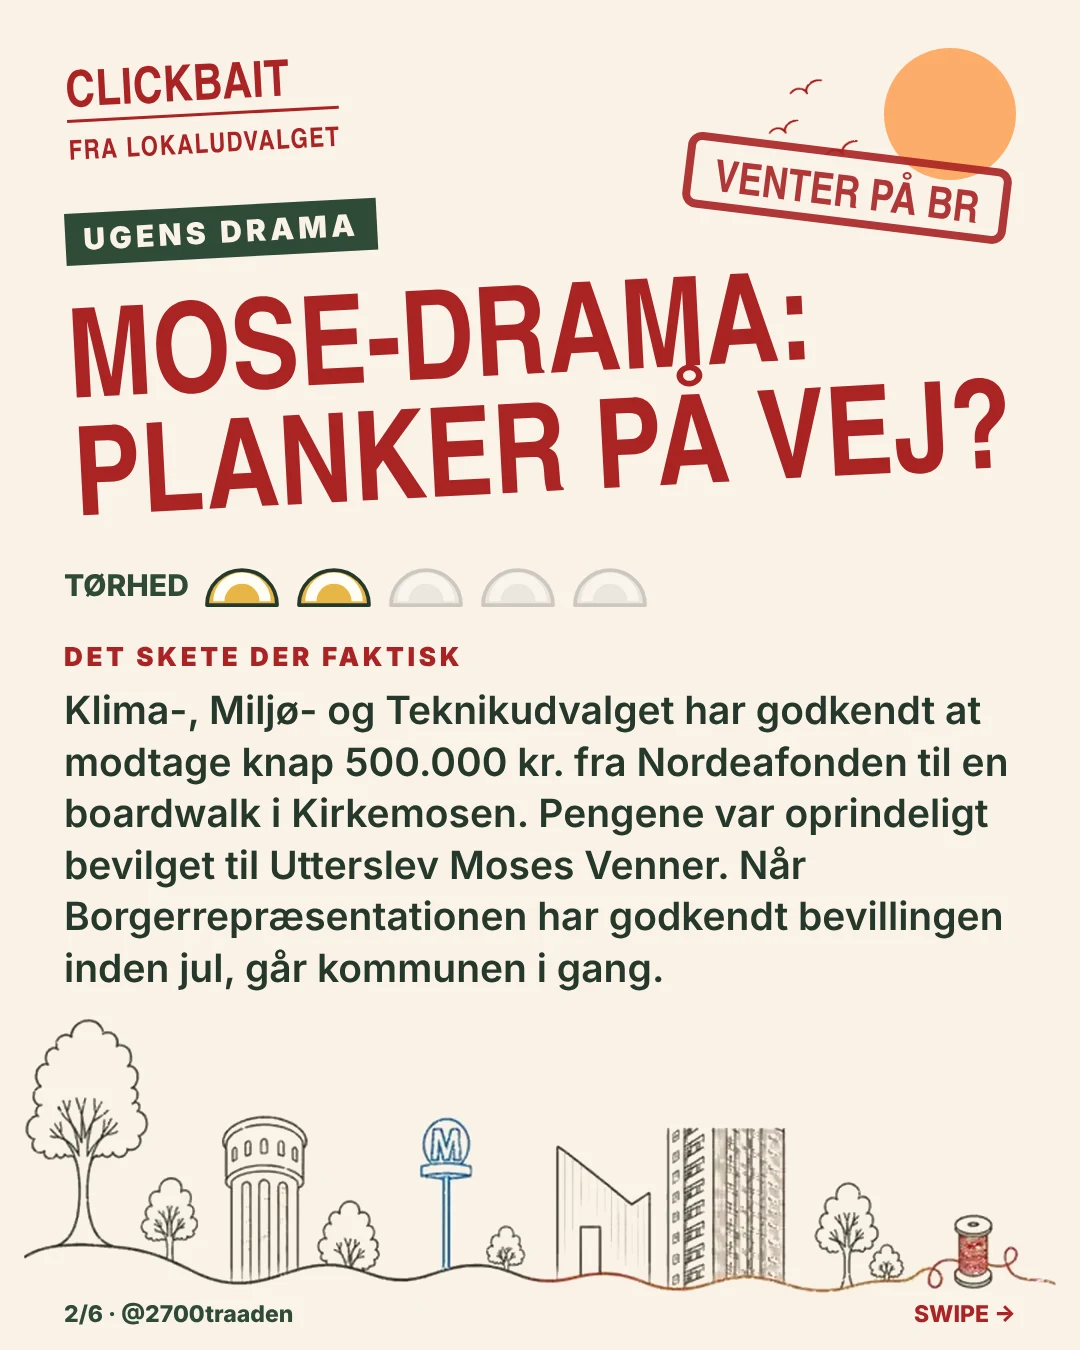 CLICKBAIT
FRA LOKALUDVALGET
VENTER PÅ BR
UGENS DRAMA
MOSE-DRAMA:
PLANKER PÅ VEJ?
TØRHED
DET SKETE DER FAKTISK
Klima-, Miljø- og Teknikudvalget har godkendt at
modtage knap 500.000 kr. fra Nordeafonden til en
boardwalk i Kirkemosen. Pengene var oprindeligt
bevilget til Utterslev Moses Venner. Når
Borgerrepræsentationen har godkendt bevillingen
inden jul, går kommunen i gang.
M
2/6 · @2700traaden
SWIPE →